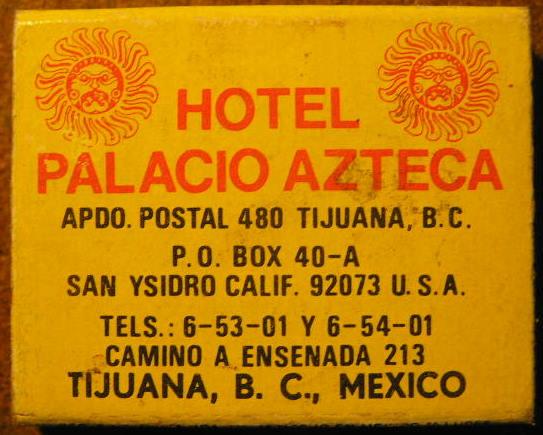 HOTEL
PALACIO AZTECA
APDO. POSTAL 480 TIJUANA, B.C.
P.O. BOX 40-A
SAN YSIDRO CALIF. 92073 U.S.A.
TELS.: 6-53-01 Y 6-54-01
CAMINO A ENSENADA 213
TIJUANA, B. C., MEXICO